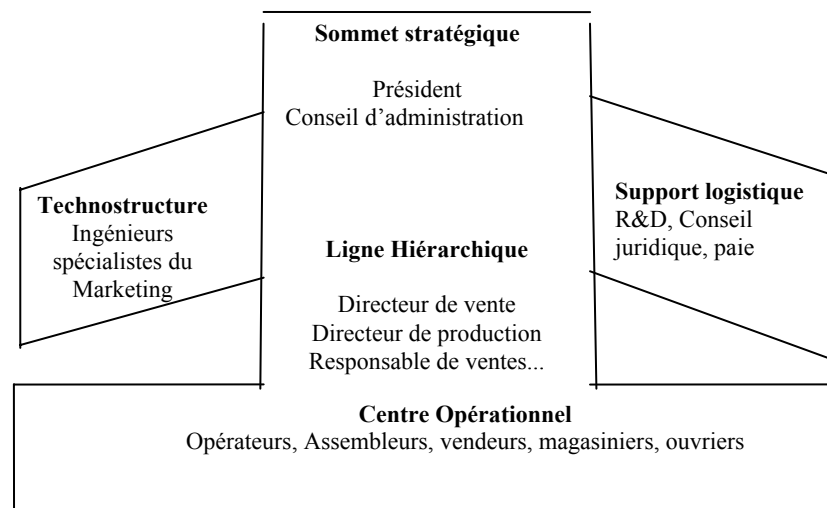 Sommet stratégique
Président
Conseil d’administration
Technostructure
Ingénieurs
spécialistes du
Marketing
Ligne Hiérarchique
Directeur de vente
Directeur de production
Responsable de ventes...
Support logistique
R&D, Conseil
juridique, paie
Centre Opérationnel
Opérateurs, Assembleurs, vendeurs, magasiniers, ouvriers